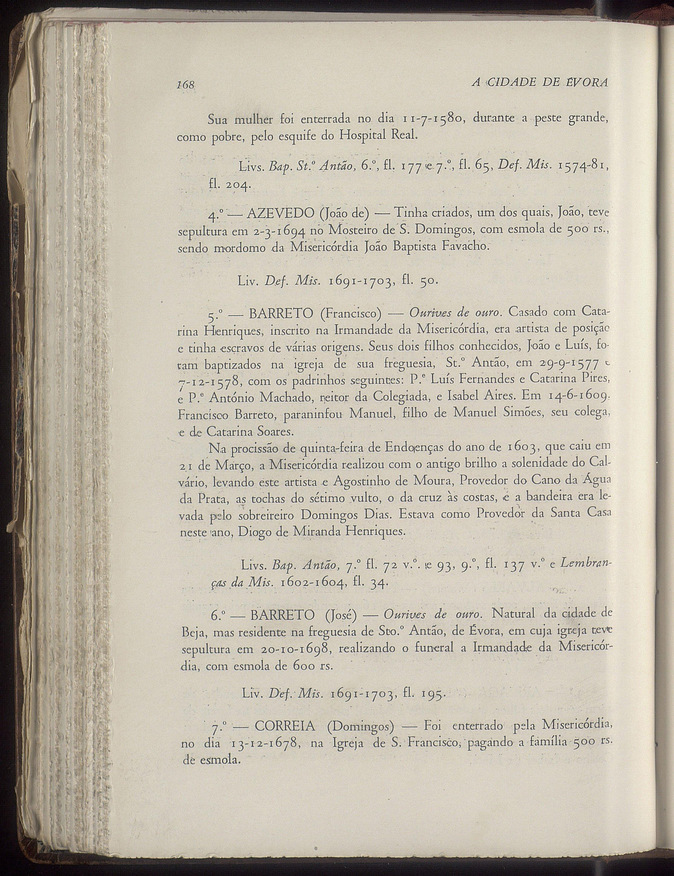 168
A CIDADE DE ÉVORA
Sua mulher foi enterrada no dia 11-7-1580, durante a peste grande,
como pobre, pelo esquife do Hospital Real.
Livs. Bap. St.º Antão, 6.º, fl. 177 e 7.º, fl. 65, Def. Mis. 1574-81,
fl. 204.
4.º — AZEVEDO (João de) — Tinha criados, um dos quais, João, teve
sepultura em 2-3-1694 no Mosteiro de S. Domingos, com esmola de 500 rs.,
sendo mordomo da Misericórdia João Baptista Favacho.
Liv. Def. Mis. 1691-1703, fl. 50.
5.º — BARRETO (Francisco) — Ourives de ouro. Casado com Cata-
rina Henriques, inscrito na Irmandade da Misericórdia, era artista de posição
e tinha escravos de várias origens. Seus dois filhos conhecidos, João e Luís, fo-
ram baptizados na igreja de sua freguesia, St.º Antão, em 29-9-1577 e
7-12-1578, com os padrinhos seguintes: P.º Luís Fernandes e Catarina Pires,
e P.º António Machado, reitor da Colegiada, e Isabel Aires. Em 14-6-1609.
Francisco Barreto, paraninfou Manuel, filho de Manuel Simões, seu colega,
e de Catarina Soares.
Na procissão de quinta-feira de Endoenças do ano de 1603, que caiu em
21 de Março, a Misericórdia realizou com o antigo brilho a solenidade do Cal-
vário, levando este artista e Agostinho de Moura, Provedor do Cano da Água
da Prata, as tochas do sétimo vulto, o da cruz às costas, e a bandeira era le-
vada pelo sobreireiro Domingos Dias. Estava como Provedor da Santa Casa
neste ano, Diogo de Miranda Henriques.
Livs. Bap. Antão, 7.º fl. 72 v.º. e 93, 9.º, fl. 137 v.º e Lembran-
ças da Mis. 1602-1604, fl. 34.
6.º — BARRETO (José) — Ourives de ouro. Natural da cidade de
Beja, mas residente na freguesia de Sto.º Antão, de Évora, em cuja igreja teve
sepultura em 20-10-1698, realizando o funeral a Irmandade da Misericór-
dia, com esmola de 600 rs.
Liv. Def. Mis. 1691-1703, fl. 195.
7.º — CORREIA (Domingos) — Foi enterrado pela Misericórdia,
no dia 13-12-1678, na Igreja de S. Francisco, pagando a família 500 rs.
de esmola.